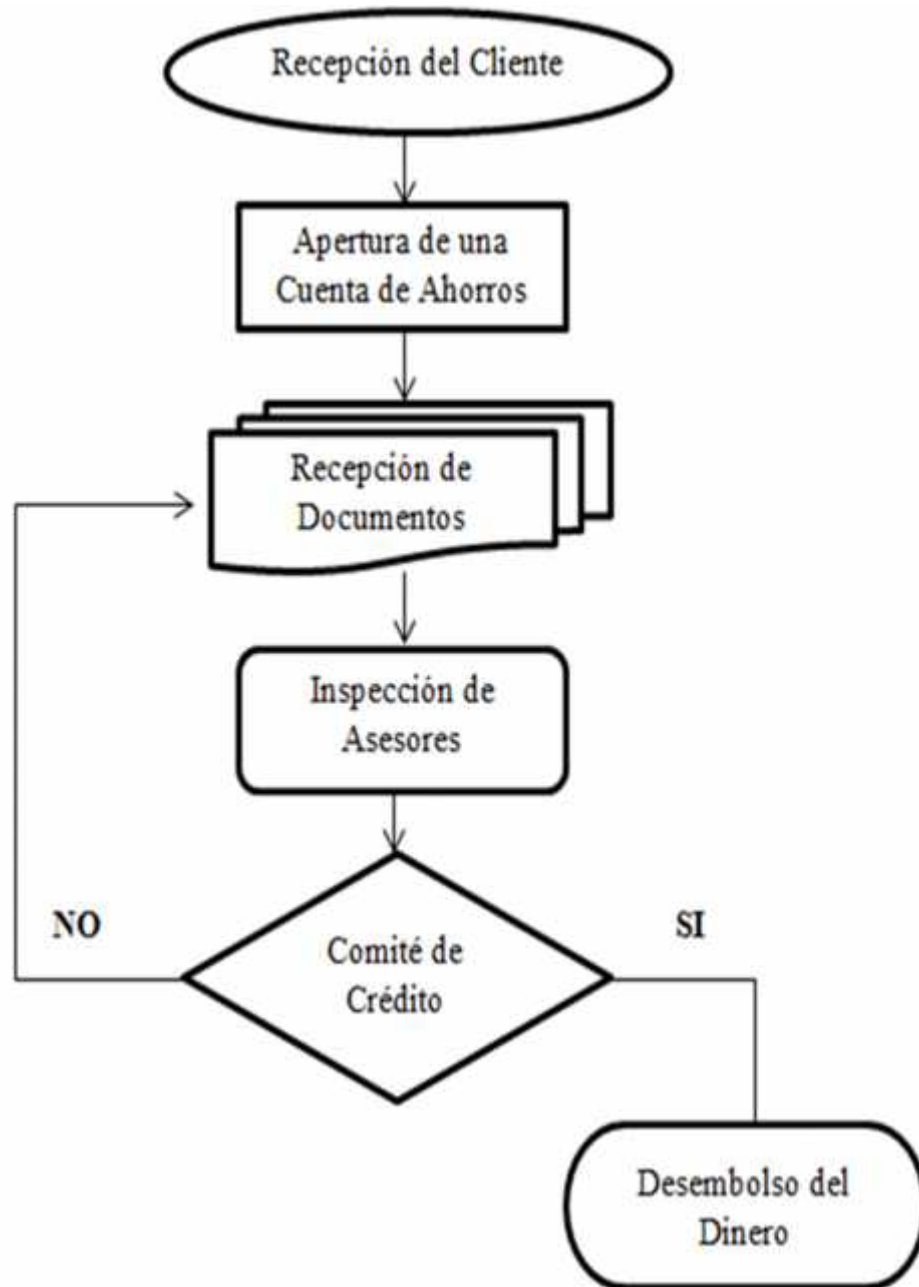 Recepción del Cliente
Apertura de una
Cuenta de Ahorros
Recepción de
Documentos
Inspección de
Asesores
NO
SI
Comité de
Crédito
Desembolso del
Dinero